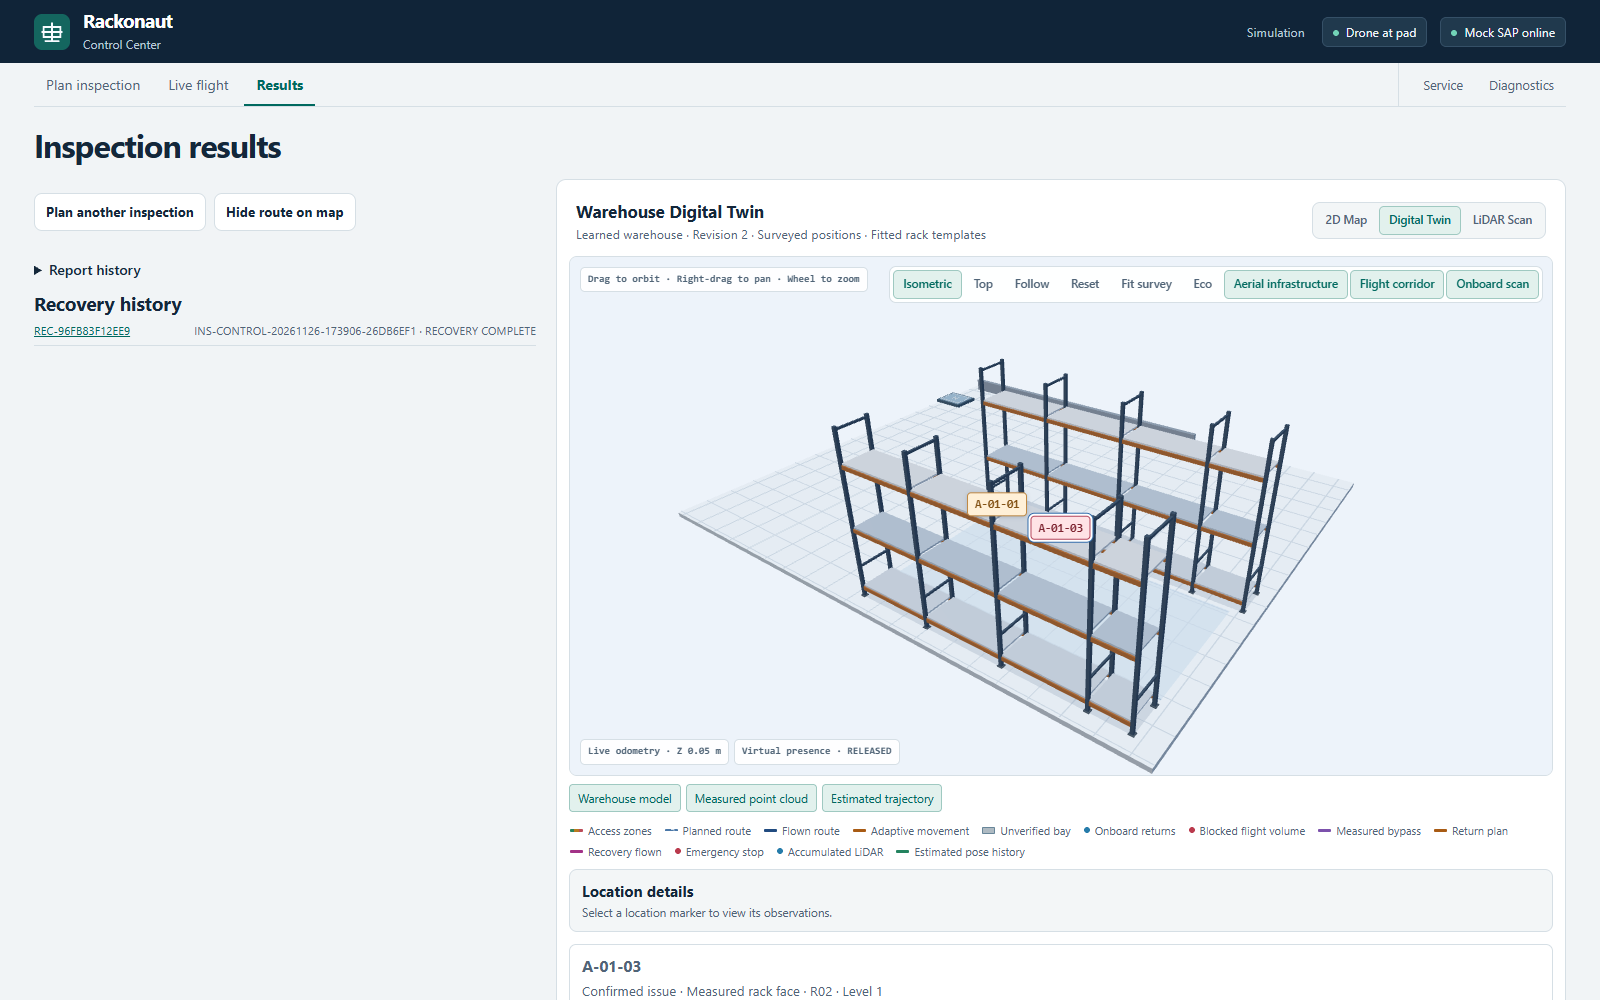 Rackonaut
Control Center
Simulation
Drone at pad
Mock SAP online
Plan inspection
Live flight
Results
Service
Diagnostics
Inspection results
Plan another inspection
Hide route on map
Report history
Recovery history
REC-96FB83F12EE9
INS-CONTROL-20261126-173906-26DB6EF1 · RECOVERY COMPLETE
Warehouse Digital Twin
Learned warehouse · Revision 2 · Surveyed positions · Fitted rack templates
2D Map
Digital Twin
LiDAR Scan
Drag to orbit · Right-drag to pan · Wheel to zoom
Isometric
Top
Follow
Reset
Fit survey
Eco
Aerial infrastructure
Flight corridor
Onboard scan
A-01-01
A-01-03
Live odometry · Z 0.05 m
Virtual presence · RELEASED
Warehouse model
Measured point cloud
Estimated trajectory
Access zones
Planned route
Flown route
Adaptive movement
Unverified bay
Onboard returns
Blocked flight volume
Measured bypass
Return plan
Recovery flown
Emergency stop
Accumulated LiDAR
Estimated pose history
Location details
Select a location marker to view its observations.
A-01-03
Confirmed issue · Measured rack face · R02 · Level 1